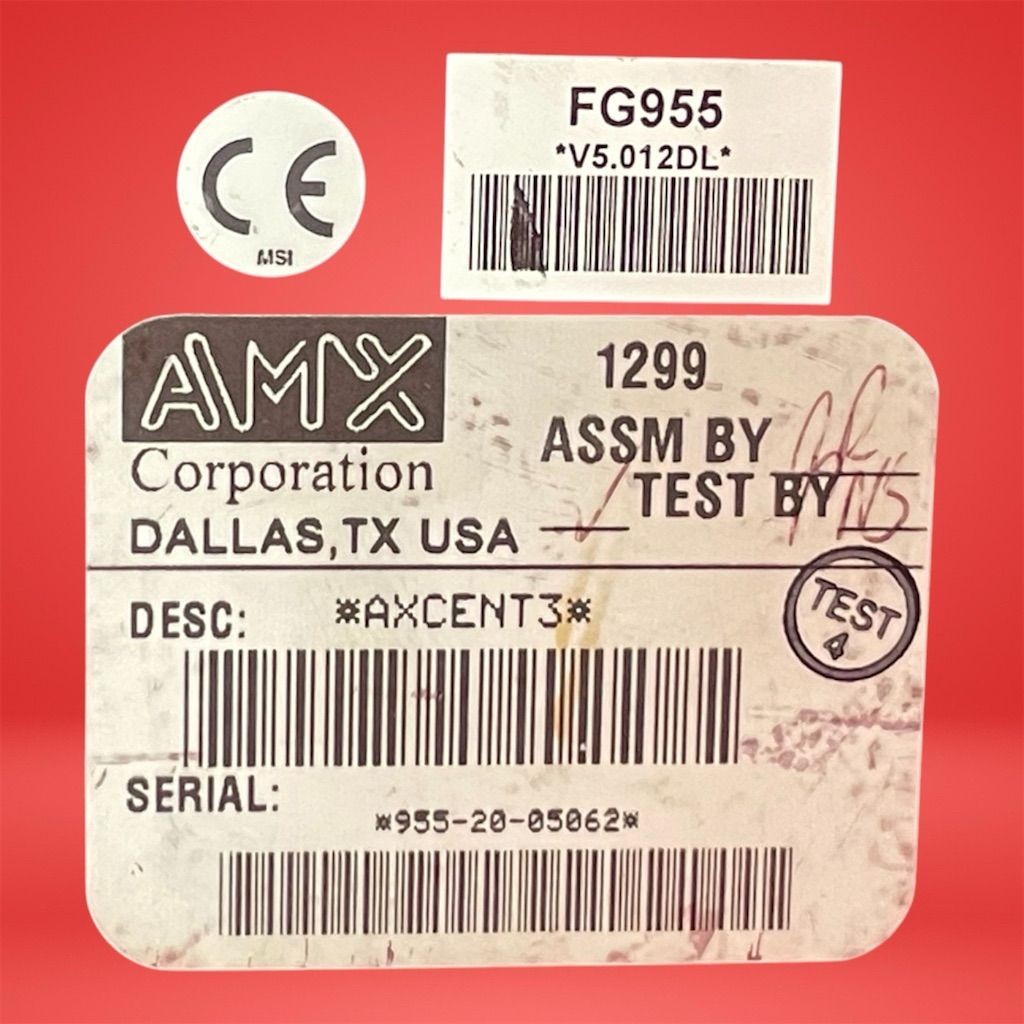 CE
MSI
FG955
*V5.012DL*
AMX
Corporation
DALLAS, TX USA
1299
ASSM BY
TEST BY
TEST
4
DESC: *AXCENT3*
SERIAL:
*955-20-05062*